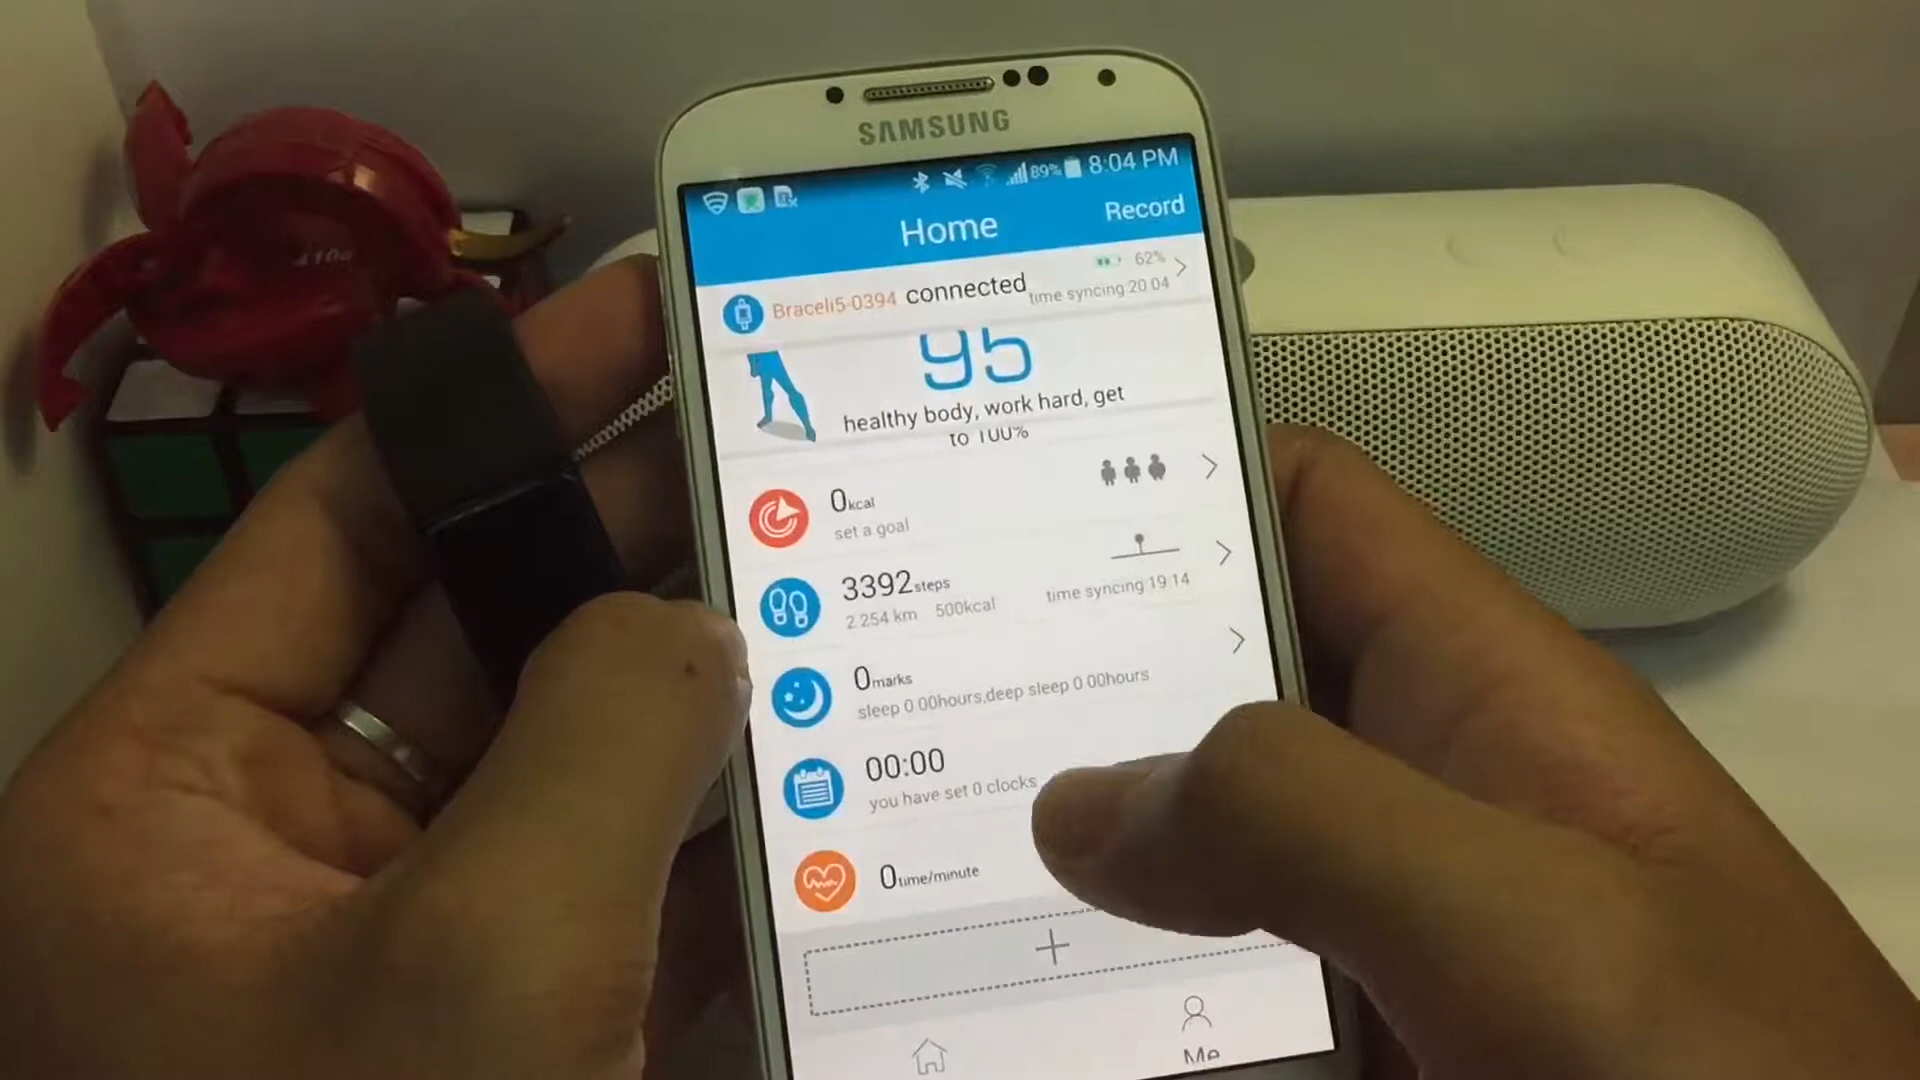 SAMSUNG
89% 8:04 PM
Home
Record
Braceli5-0394 connected
62%
time syncing 20 04
95
healthy body, work hard, get
to 100%
0kcal
set a goal
3392steps
2.254 km 500kcal
time syncing 19 14
0marks
sleep 0 00hours,deep sleep 0 00hours
00:00
you have set 0 clocks
0time/minute
Me